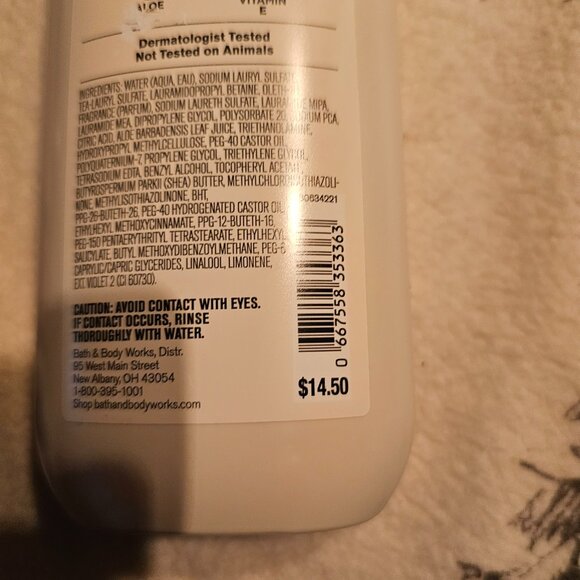 ALOE
VITAMIN
E
Dermatologist Tested
Not Tested on Animals
INGREDIENTS: WATER (AQUA, EAU), SODIUM LAURYL SULFATE,
TEA-LAURYL SULFATE, LAURAMIDOPROPYL BETAINE,
FRAGRANCE (PARFUM), SODIUM LAURETH SULFATE, LAURAMINE MIPA,
LAURAMIDE MEA, DIPROPYLENE GLYCOL, POLYSORBATE 20, SODIUM PCA,
CITRIC ACID, ALOE BARBADENSIS LEAF JUICE, TRIETHANOLAMINE,
HYDROXYPROPYL METHYLCELLULOSE, PEG-40 CASTOR OIL,
POLYQUATERNIUM-7, PROPYLENE GLYCOL, TRIETHYLENE GLYCOL,
TETRASODIUM EDTA, BENZYL ALCOHOL, TOCOPHERYL ACETATE,
BUTYROSPERMUM PARKII (SHEA) BUTTER, METHYLCHLOROISOTHIAZOLI-
NONE, METHYLISOTHIAZOLINONE, BHT,
PPG-26-BUTETH-26, PEG-40 HYDROGENATED CASTOR OIL,
ETHYLHEXYL METHOXYCINNAMATE, PPG-12-BUTETH-16,
PEG-150 PENTAERYTHRITYL TETRASTEARATE, ETHYLHEXYL
SALICYLATE, BUTYL METHOXYDIBENZOYLMETHANE, PEG-6
CAPRYLIC/CAPRIC GLYCERIDES, LINALOOL, LIMONENE,
EXT. VIOLET 2 (CI 60730).
CAUTION: AVOID CONTACT WITH EYES.
IF CONTACT OCCURS, RINSE
THOROUGHLY WITH WATER.
Bath & Body Works, Distr.
95 West Main Street
New Albany, OH 43054
1-800-395-1001
Shop bathandbodyworks.com
0 667558 353363
$14.50